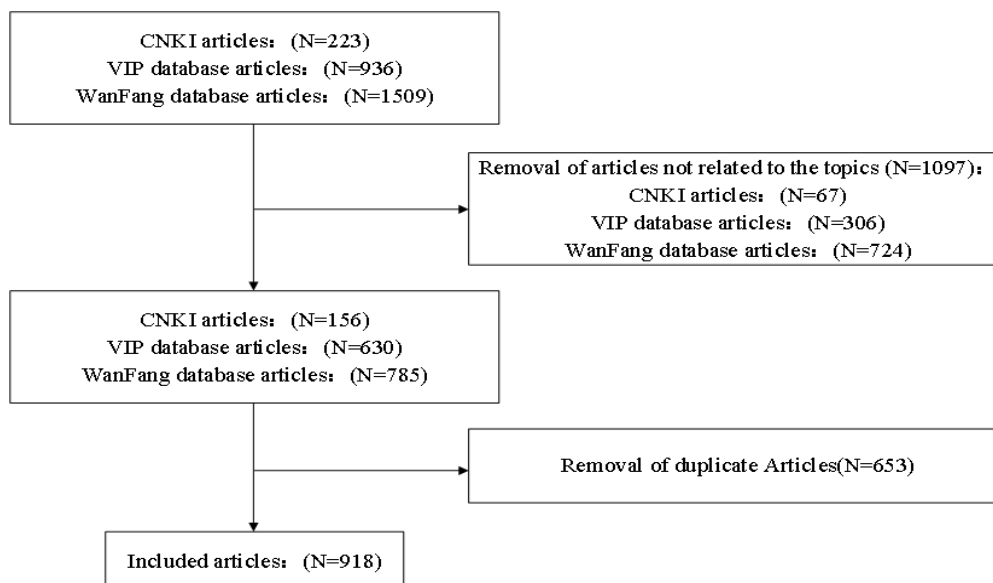 CNKI articles：(N=223)
VIP database articles：(N=936)
WanFang database articles：(N=1509)
Removal of articles not related to the topics (N=1097)：
CNKI articles：(N=67)
VIP database articles：(N=306)
WanFang database articles：(N=724)
CNKI articles：(N=156)
VIP database articles：(N=630)
WanFang database articles：(N=785)
Removal of duplicate Articles(N=653)
Included articles：(N=918)